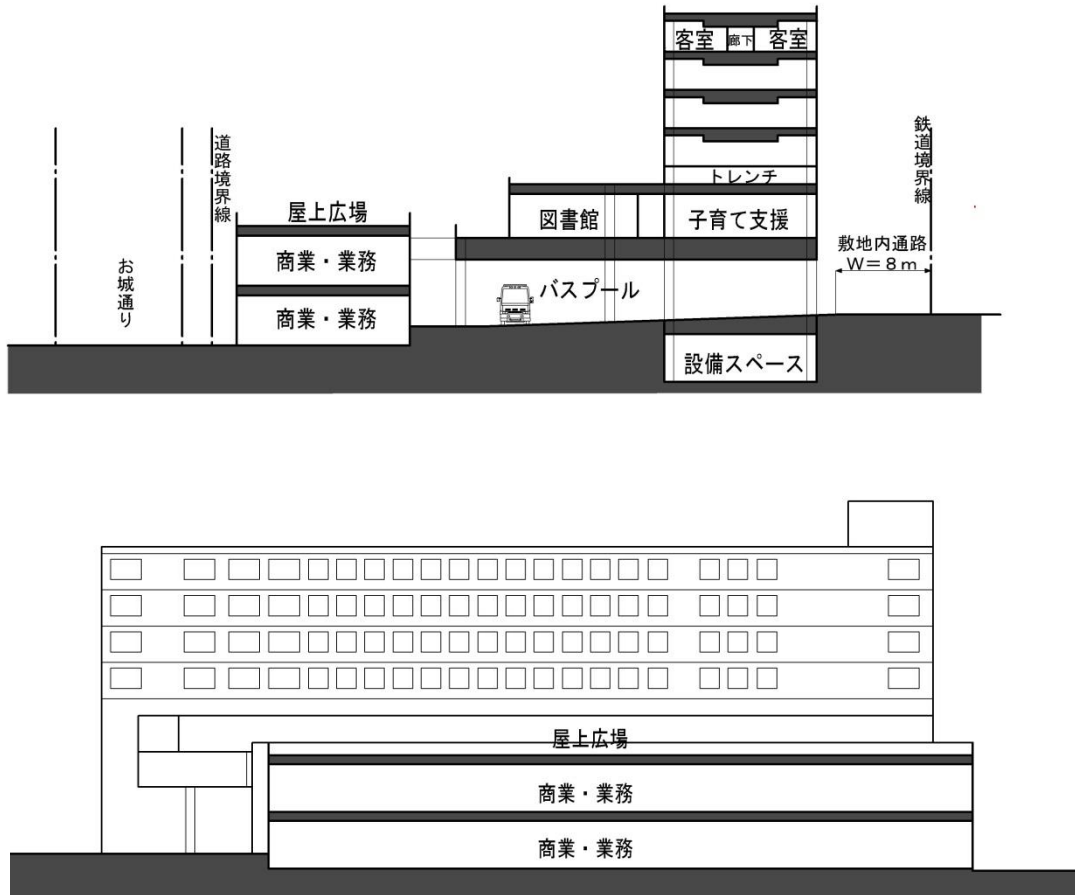 客室
廊下
客室
トレンチ
図書館
子育て支援
道路境界線
屋上広場
商業・業務
商業・業務
お城通り
バスプール
鉄道境界線
敷地内通路
W=8m
設備スペース
屋上広場
商業・業務
商業・業務